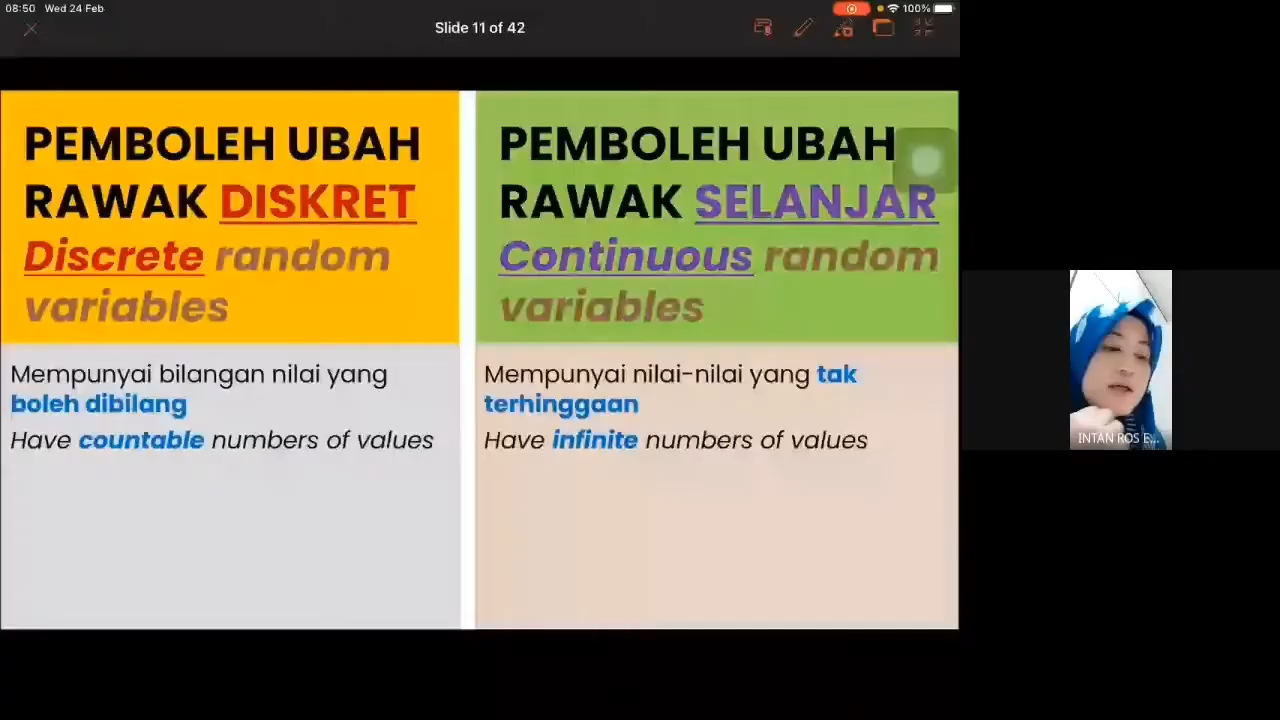 08:50 Wed 24 Feb
100%
Slide 11 of 42
PEMBOLEH UBAH
RAWAK DISKRET
Discrete random
variables
Mempunyai bilangan nilai yang
boleh dibilang
Have countable numbers of values
PEMBOLEH UBAH
RAWAK SELANJAR
Continuous random
variables
Mempunyai nilai-nilai yang tak
terhinggaan
Have infinite numbers of values
INTAN ROS E...